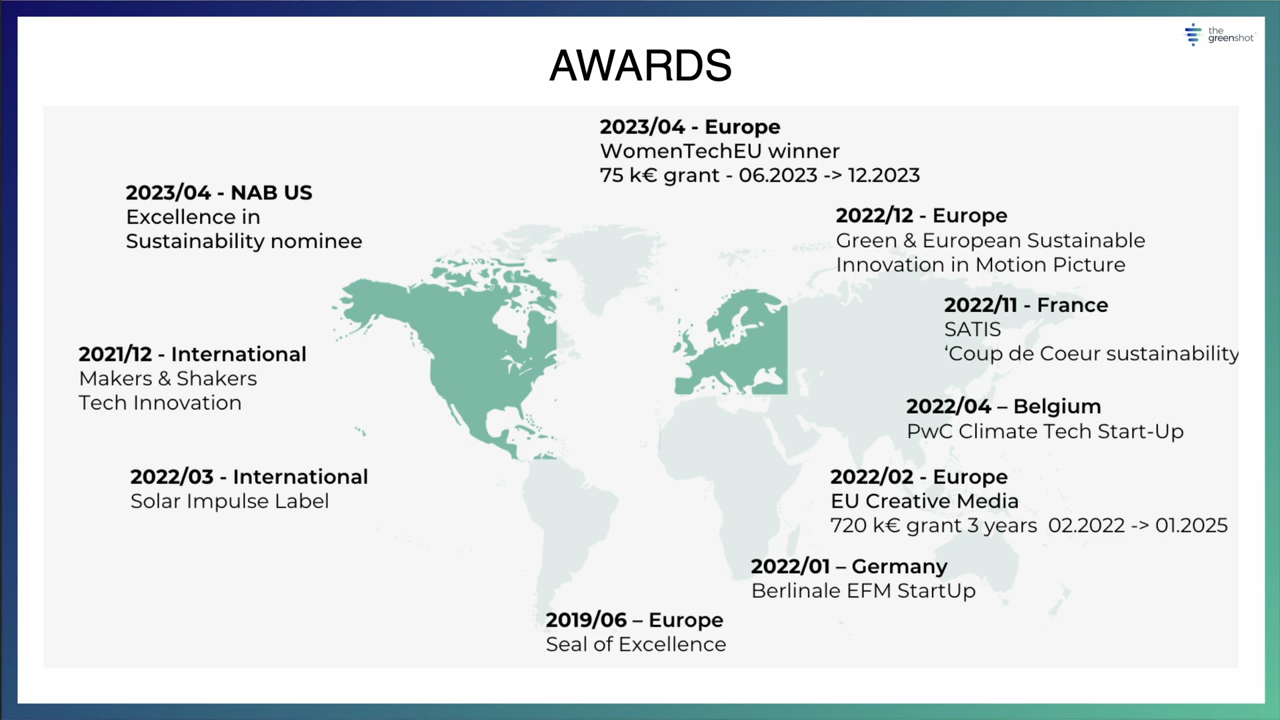 the
greenshot
AWARDS
2023/04 - Europe
WomenTechEU winner
75 k€ grant - 06.2023 -> 12.2023
2023/04 - NAB US
Excellence in
Sustainability nominee
2022/12 - Europe
Green & European Sustainable
Innovation in Motion Picture
2022/11 - France
SATIS
‘Coup de Coeur sustainability
2021/12 - International
Makers & Shakers
Tech Innovation
2022/04 – Belgium
PwC Climate Tech Start-Up
2022/03 - International
Solar Impulse Label
2022/02 - Europe
EU Creative Media
720 k€ grant 3 years 02.2022 -> 01.2025
2022/01 – Germany
Berlinale EFM StartUp
2019/06 – Europe
Seal of Excellence